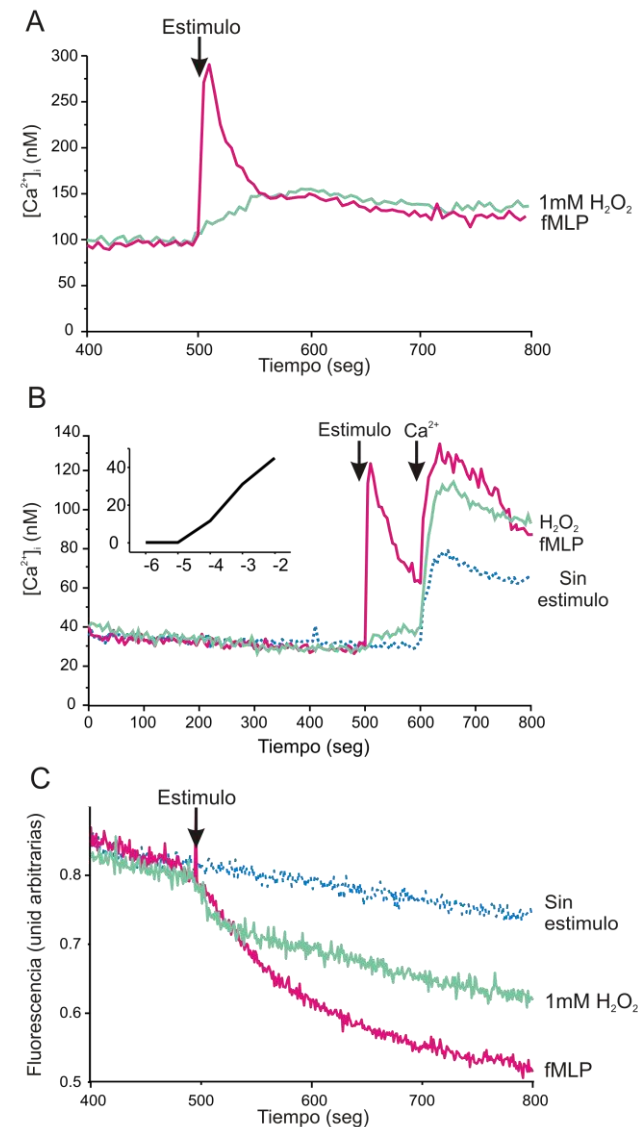 A
Estimulo
300
250
200
150
100
50
0
[Ca²⁺]ᵢ (nM)
1mM H₂O₂
fMLP
400 500 600 700 800
Tiempo (seg)
B
Estimulo Ca²⁺
140
120
100
80
60
40
20
0
[Ca²⁺]ᵢ (nM)
40
20
0
-6 -5 -4 -3 -2
H₂O₂
fMLP
Sin
estimulo
0 100 200 300 400 500 600 700 800
Tiempo (seg)
C
Estimulo
0.8
0.7
0.6
0.5
Fluorescencia (unid arbitrarias)
Sin
estimulo
1mM H₂O₂
fMLP
400 500 600 700 800
Tiempo (seg)